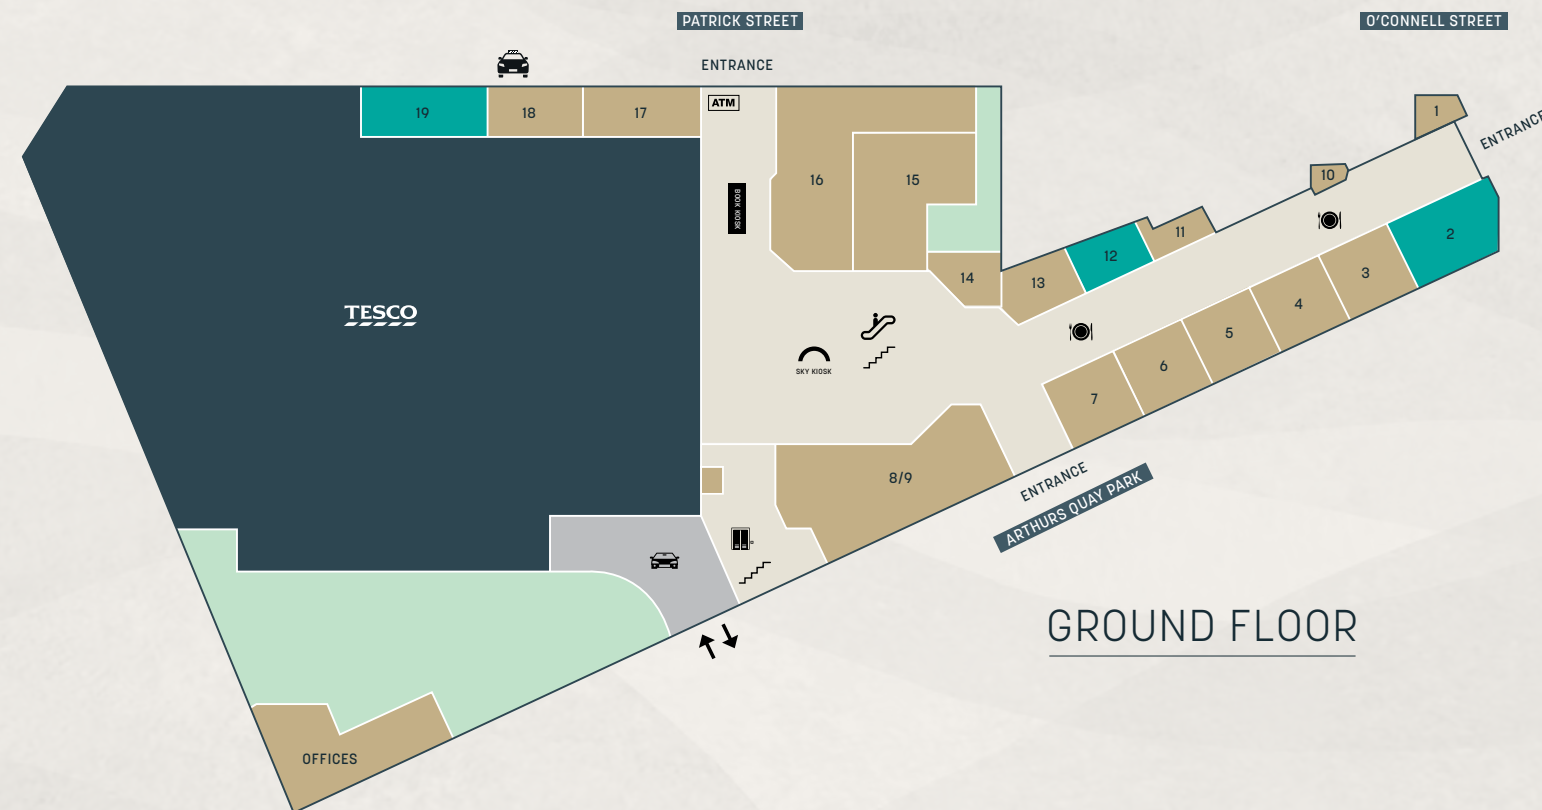 PATRICK STREET
O'CONNELL STREET
ENTRANCE
ATM
19
18
17
1
ENTRANCE
BOOK KIOSK
16
15
10
11
2
12
14
13
3
TESCO
4
5
SKY KIOSK
6
7
8/9
ENTRANCE
ARTHURS QUAY PARK
GROUND FLOOR
OFFICES